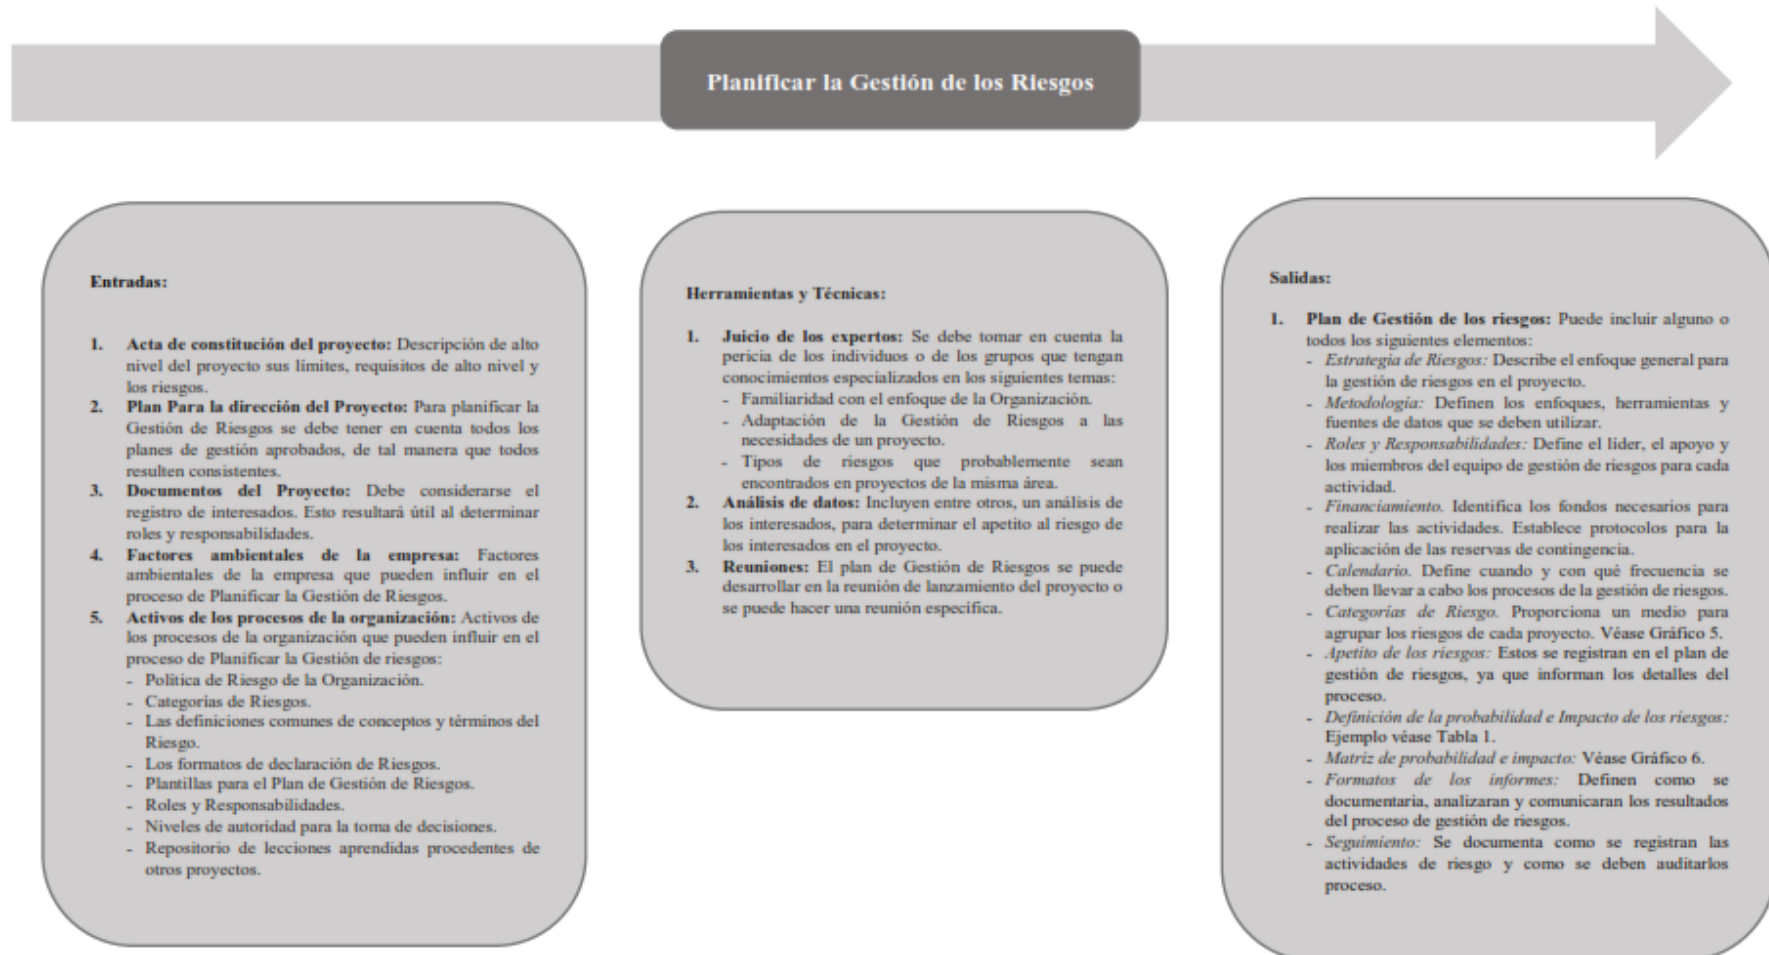 Planificar la Gestión de los Riesgos
Entradas:
1. Acta de constitución del proyecto: Descripción de alto
nivel del proyecto sus límites, requisitos de alto nivel y
los riesgos.
2. Plan Para la dirección del Proyecto: Para planificar la
Gestión de Riesgos se debe tener en cuenta todos los
planes de gestión aprobados, de tal manera que todos
resulten consistentes.
3. Documentos del Proyecto: Debe considerarse el
registro de interesados. Esto resultará útil al determinar
roles y responsabilidades.
4. Factores ambientales de la empresa: Factores
ambientales de la empresa que pueden influir en el
proceso de Planificar la Gestión de Riesgos.
5. Activos de los procesos de la organización: Activos de
los procesos de la organización que pueden influir en el
proceso de Planificar la Gestión de riesgos:
- Política de Riesgo de la Organización.
- Categorías de Riesgos.
- Las definiciones comunes de conceptos y términos del
Riesgo.
- Los formatos de declaración de Riesgos.
- Plantillas para el Plan de Gestión de Riesgos.
- Roles y Responsabilidades.
- Niveles de autoridad para la toma de decisiones.
- Repositorio de lecciones aprendidas procedentes de
otros proyectos.
Herramientas y Técnicas:
1. Juicio de los expertos: Se debe tomar en cuenta la
pericia de los individuos o de los grupos que tengan
conocimientos especializados en los siguientes temas:
- Familiaridad con el enfoque de la Organización.
- Adaptación de la Gestión de Riesgos a las
necesidades de un proyecto.
- Tipos de riesgos que probablemente sean
encontrados en proyectos de la misma área.
2. Análisis de datos: Incluyen entre otros, un análisis de
los interesados, para determinar el apetito al riesgo de
los interesados en el proyecto.
3. Reuniones: El plan de Gestión de Riesgos se puede
desarrollar en la reunión de lanzamiento del proyecto o
se puede hacer una reunión específica.
Salidas:
1. Plan de Gestión de los riesgos: Puede incluir alguno o
todos los siguientes elementos:
- Estrategia de Riesgos: Describe el enfoque general para
la gestión de riesgos en el proyecto.
- Metodología: Definen los enfoques, herramientas y
fuentes de datos que se deben utilizar.
- Roles y Responsabilidades: Define el líder, el apoyo y
los miembros del equipo de gestión de riesgos para cada
actividad.
- Financiamiento. Identifica los fondos necesarios para
realizar las actividades. Establece protocolos para la
aplicación de las reservas de contingencia.
- Calendario. Define cuando y con qué frecuencia se
deben llevar a cabo los procesos de la gestión de riesgos.
- Categorías de Riesgo. Proporciona un medio para
agrupar los riesgos de cada proyecto. Véase Gráfico 5.
- Apetito de los riesgos: Estos se registran en el plan de
gestión de riesgos, ya que informan los detalles del
proceso.
- Definición de la probabilidad e Impacto de los riesgos:
Ejemplo véase Tabla 1.
- Matriz de probabilidad e impacto: Véase Gráfico 6.
- Formatos de los informes: Definen como se
documentaria, analizaran y comunicaran los resultados
del proceso de gestión de riesgos.
- Seguimiento: Se documenta como se registran las
actividades de riesgo y como se deben auditarlos
proceso.